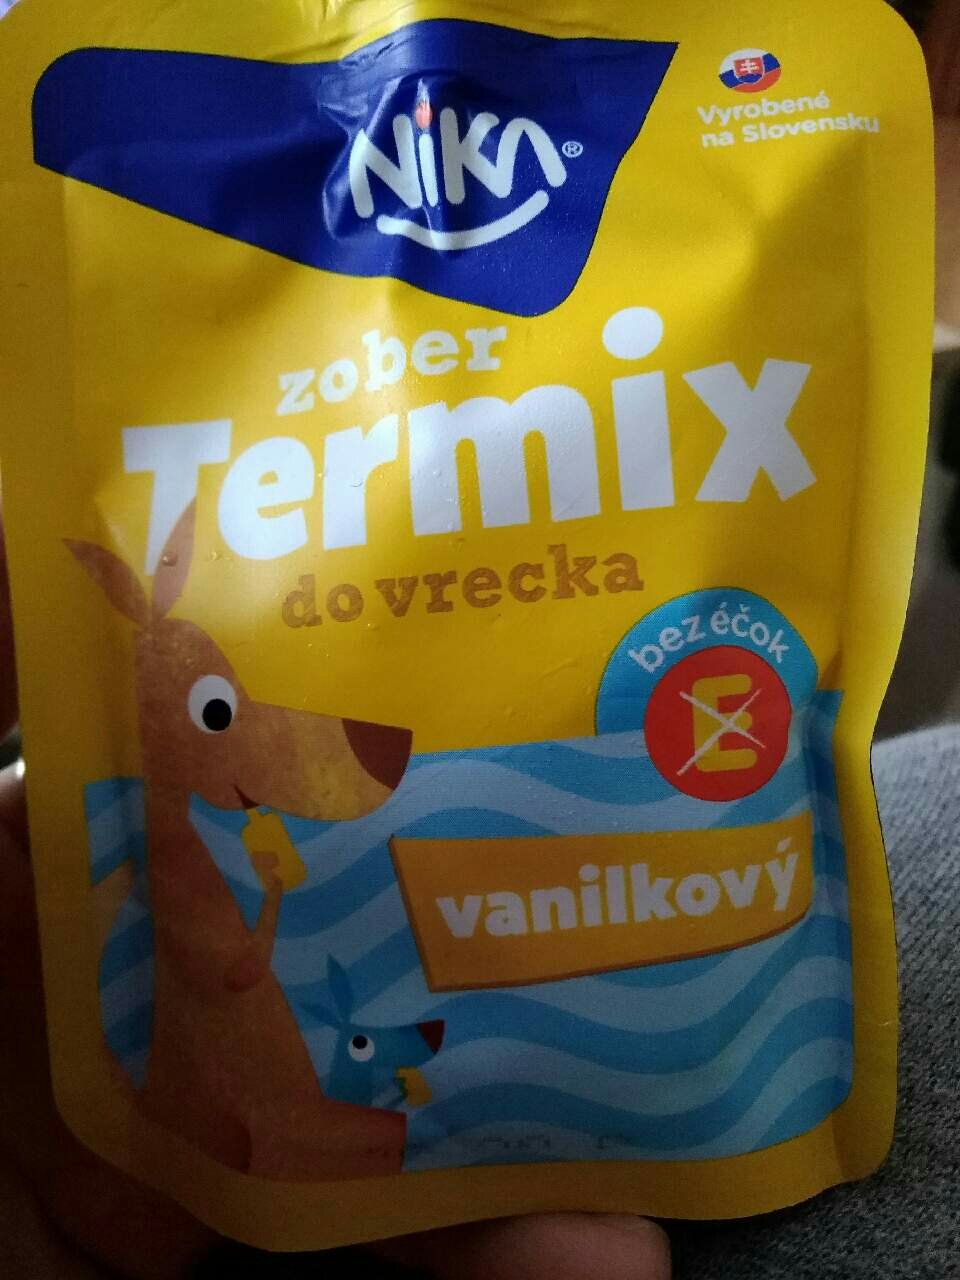 Nika®
Vyrobené
na Slovensku
zober
Termix
do vrecka
bez éčok
E
vanilkový